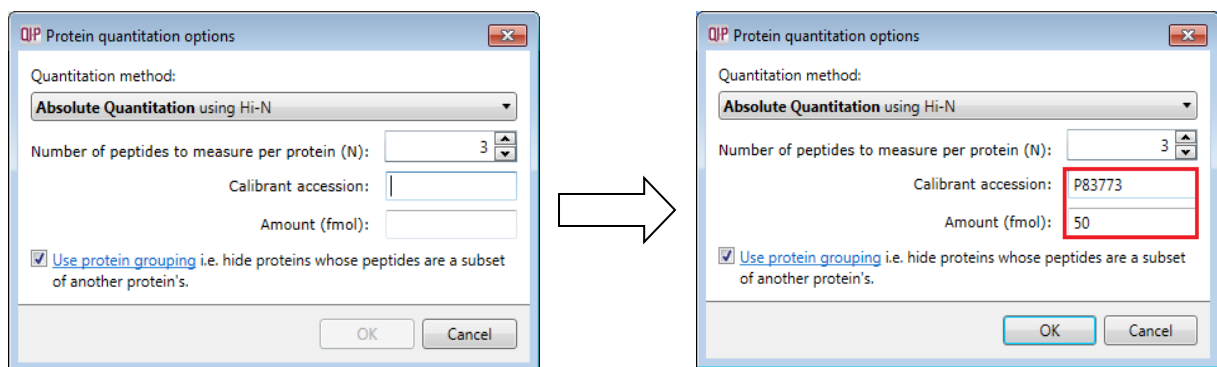 QIP Protein quantitation options
Quantitation method:
Absolute Quantitation using Hi-N
Number of peptides to measure per protein (N): 3
Calibrant accession:
Amount (fmol):
Use protein grouping i.e. hide proteins whose peptides are a subset
of another protein's.
OK Cancel
QIP Protein quantitation options
Quantitation method:
Absolute Quantitation using Hi-N
Number of peptides to measure per protein (N): 3
Calibrant accession: P83773
Amount (fmol): 50
Use protein grouping i.e. hide proteins whose peptides are a subset
of another protein's.
OK Cancel